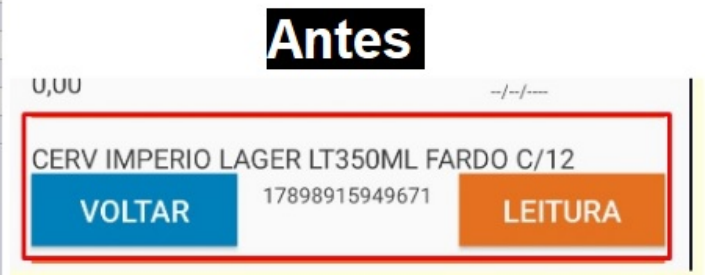 Antes
0,00 --/--/----
CERV IMPERIO LAGER LT350ML FARDO C/12
VOLTAR 17898915949671 LEITURA